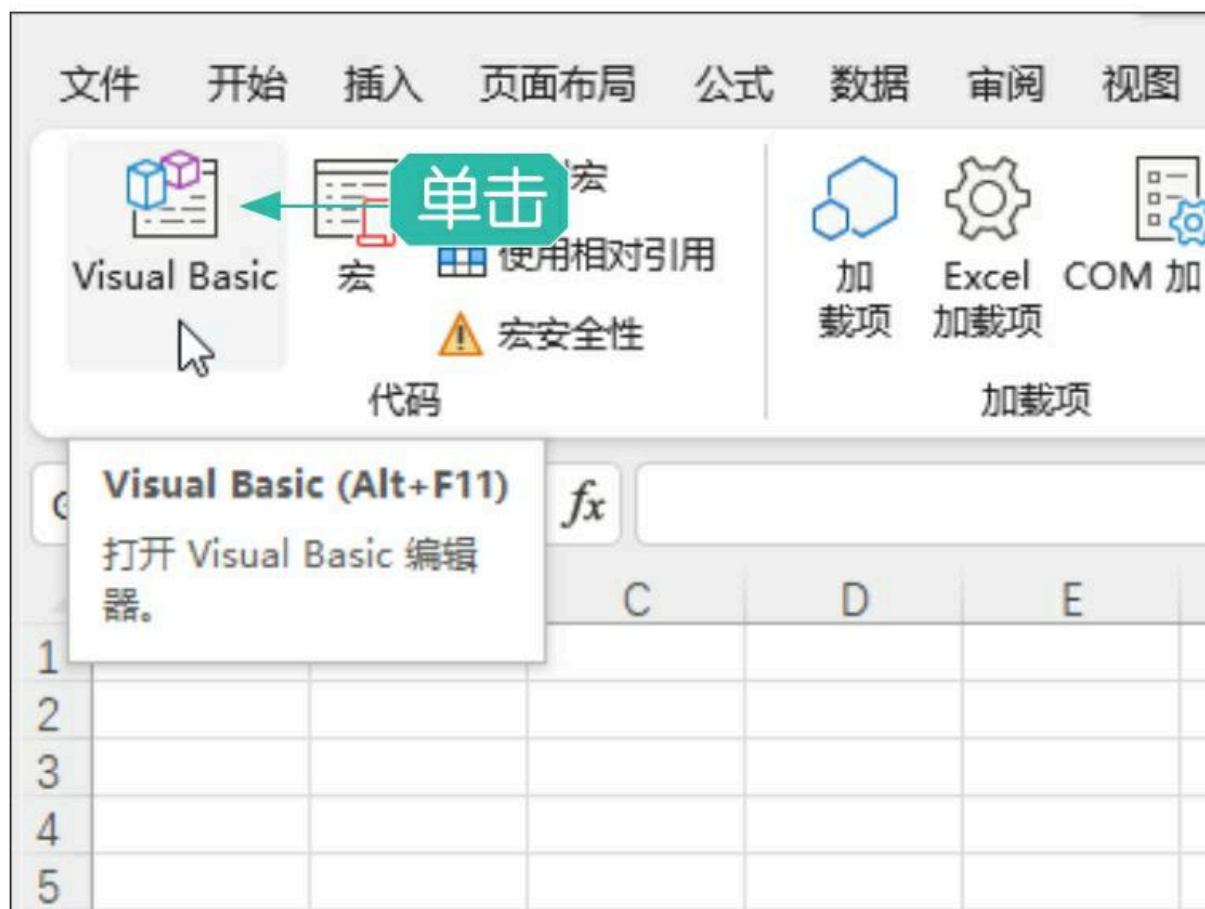 文件 开始 插入 页面布局 公式 数据 审阅 视图
单击
宏
Visual Basic
宏
使用相对引用
宏安全性
代码
加
载项
Excel
加载项
COM 加
加载项
Visual Basic (Alt+F11)
打开 Visual Basic 编辑
器。
fx
C D E
1
2
3
4
5